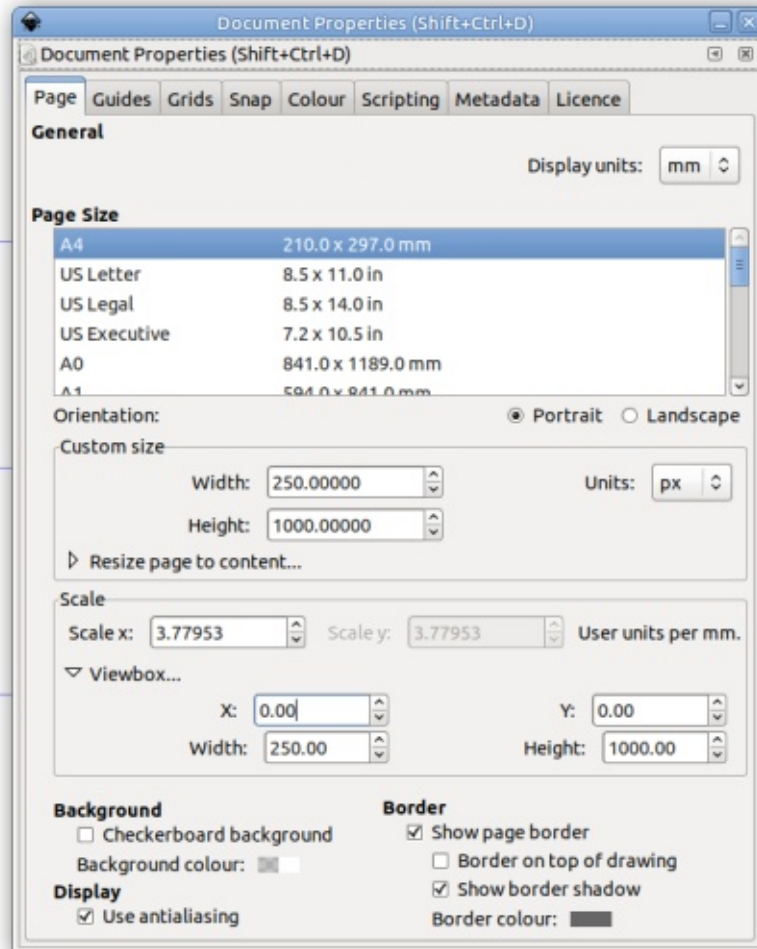 Document Properties (Shift+Ctrl+D)
Document Properties (Shift+Ctrl+D)
Page Guides Grids Snap Colour Scripting Metadata Licence
General
Display units: mm
Page Size
A4 210.0 x 297.0 mm
US Letter 8.5 x 11.0 in
US Legal 8.5 x 14.0 in
US Executive 7.2 x 10.5 in
A0 841.0 x 1189.0 mm
A1 594.0 x 841.0 mm
Orientation: Portrait Landscape
Custom size
Width: 250.00000 Units: px
Height: 1000.00000
Resize page to content...
Scale
Scale x: 3.77953 Scale y: 3.77953 User units per mm.
Viewbox...
X: 0.00 Y: 0.00
Width: 250.00 Height: 1000.00
Background Border
Checkerboard background Show page border
Background colour: Border on top of drawing
Display Show border shadow
Use antialiasing Border colour: